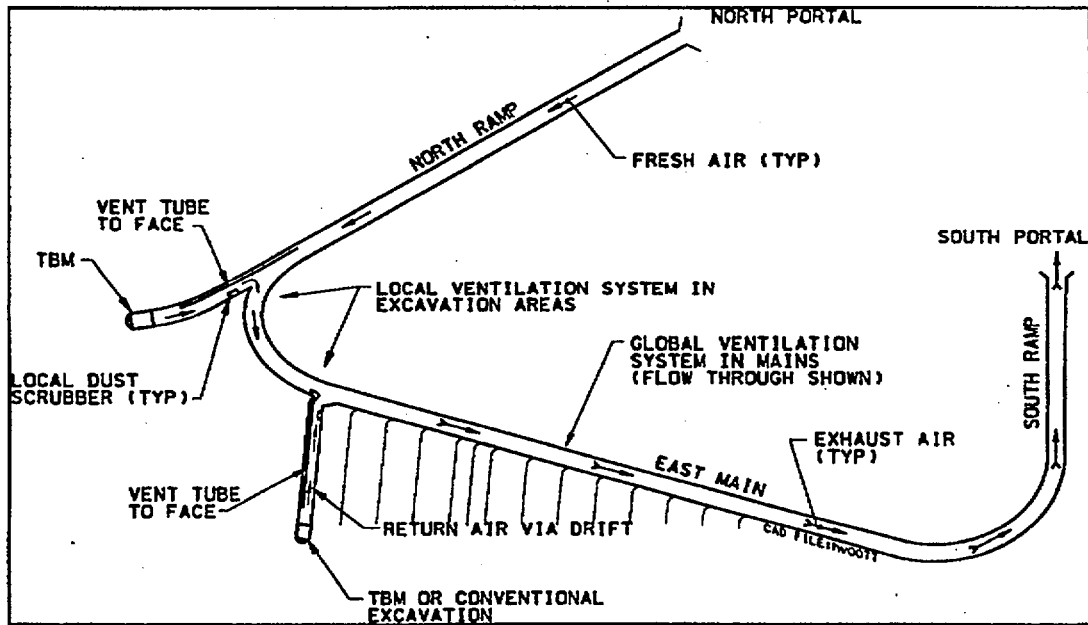 NORTH PORTAL
NORTH RAMP
FRESH AIR (TYP)
VENT TUBE
TO FACE
TBM
SOUTH PORTAL
LOCAL VENTILATION SYSTEM IN
EXCAVATION AREAS
GLOBAL VENTILATION
SYSTEM IN MAINS
(FLOW THROUGH SHOWN)
LOCAL DUST
SCRUBBER (TYP)
SOUTH RAMP
EXHAUST AIR
(TYP)
EAST MAIN
VENT TUBE
TO FACE
RETURN AIR VIA DRIFT
CAD FILE:
TBM OR CONVENTIONAL
EXCAVATION